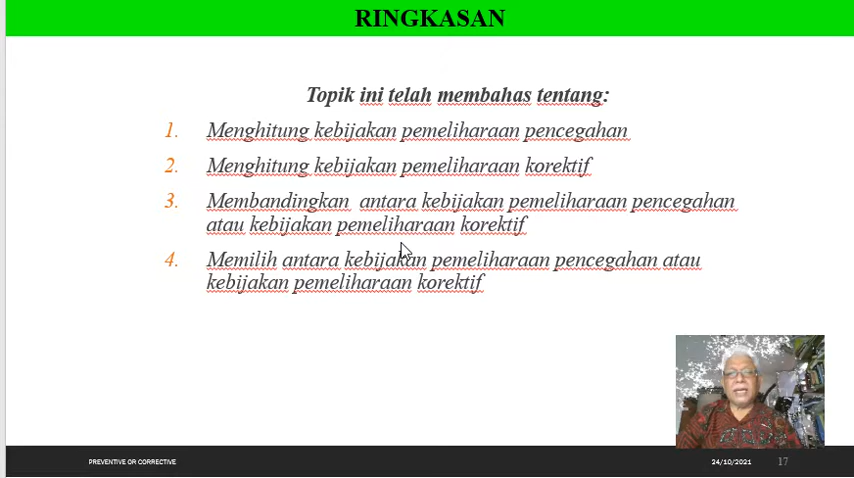 RINGKASAN
Topik ini telah membahas tentang:
1. Menghitung kebijakan pemeliharaan pencegahan
2. Menghitung kebijakan pemeliharaan korektif
3. Membandingkan antara kebijakan pemeliharaan pencegahan
atau kebijakan pemeliharaan korektif
4. Memilih antara kebijakan pemeliharaan pencegahan atau
kebijakan pemeliharaan korektif
PREVENTIVE OR CORRECTIVE
24/10/2021
17